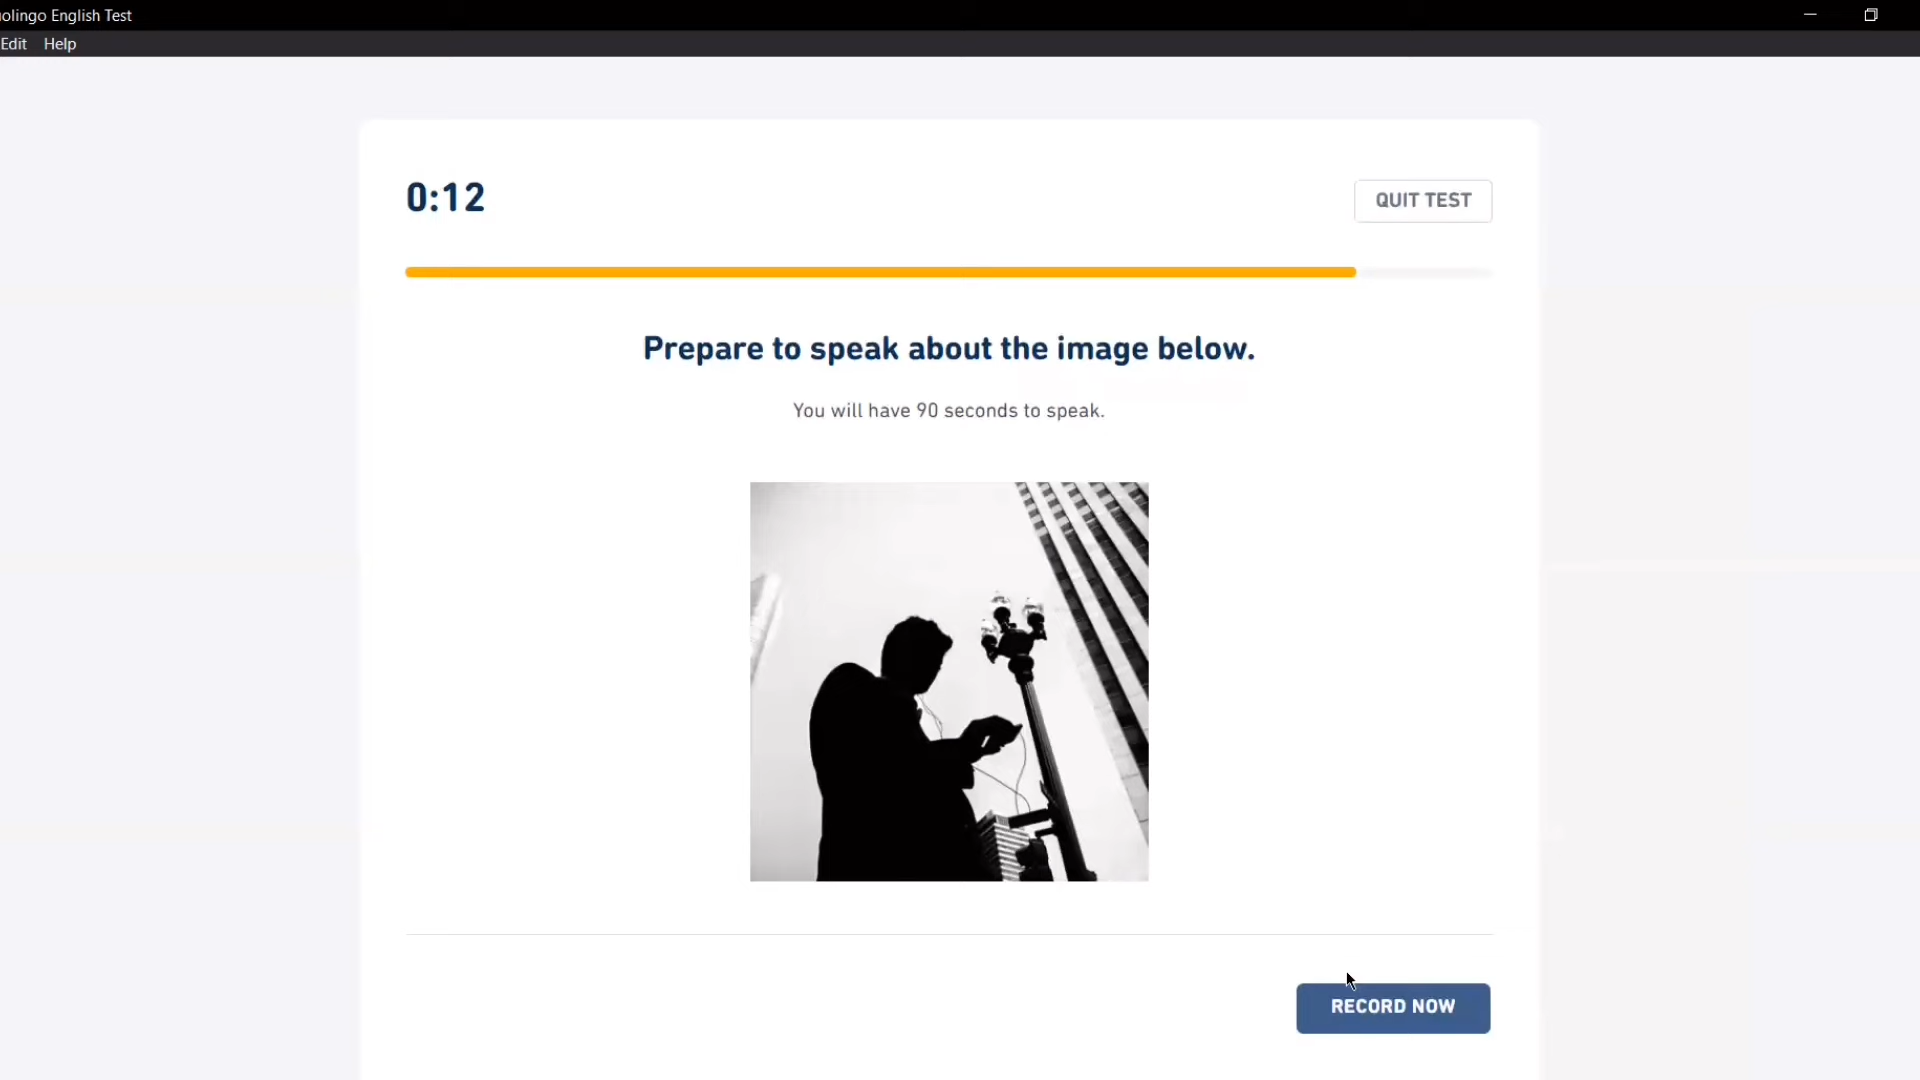 olingo English Test
Edit Help
0:12
QUIT TEST
Prepare to speak about the image below.
You will have 90 seconds to speak.
RECORD NOW